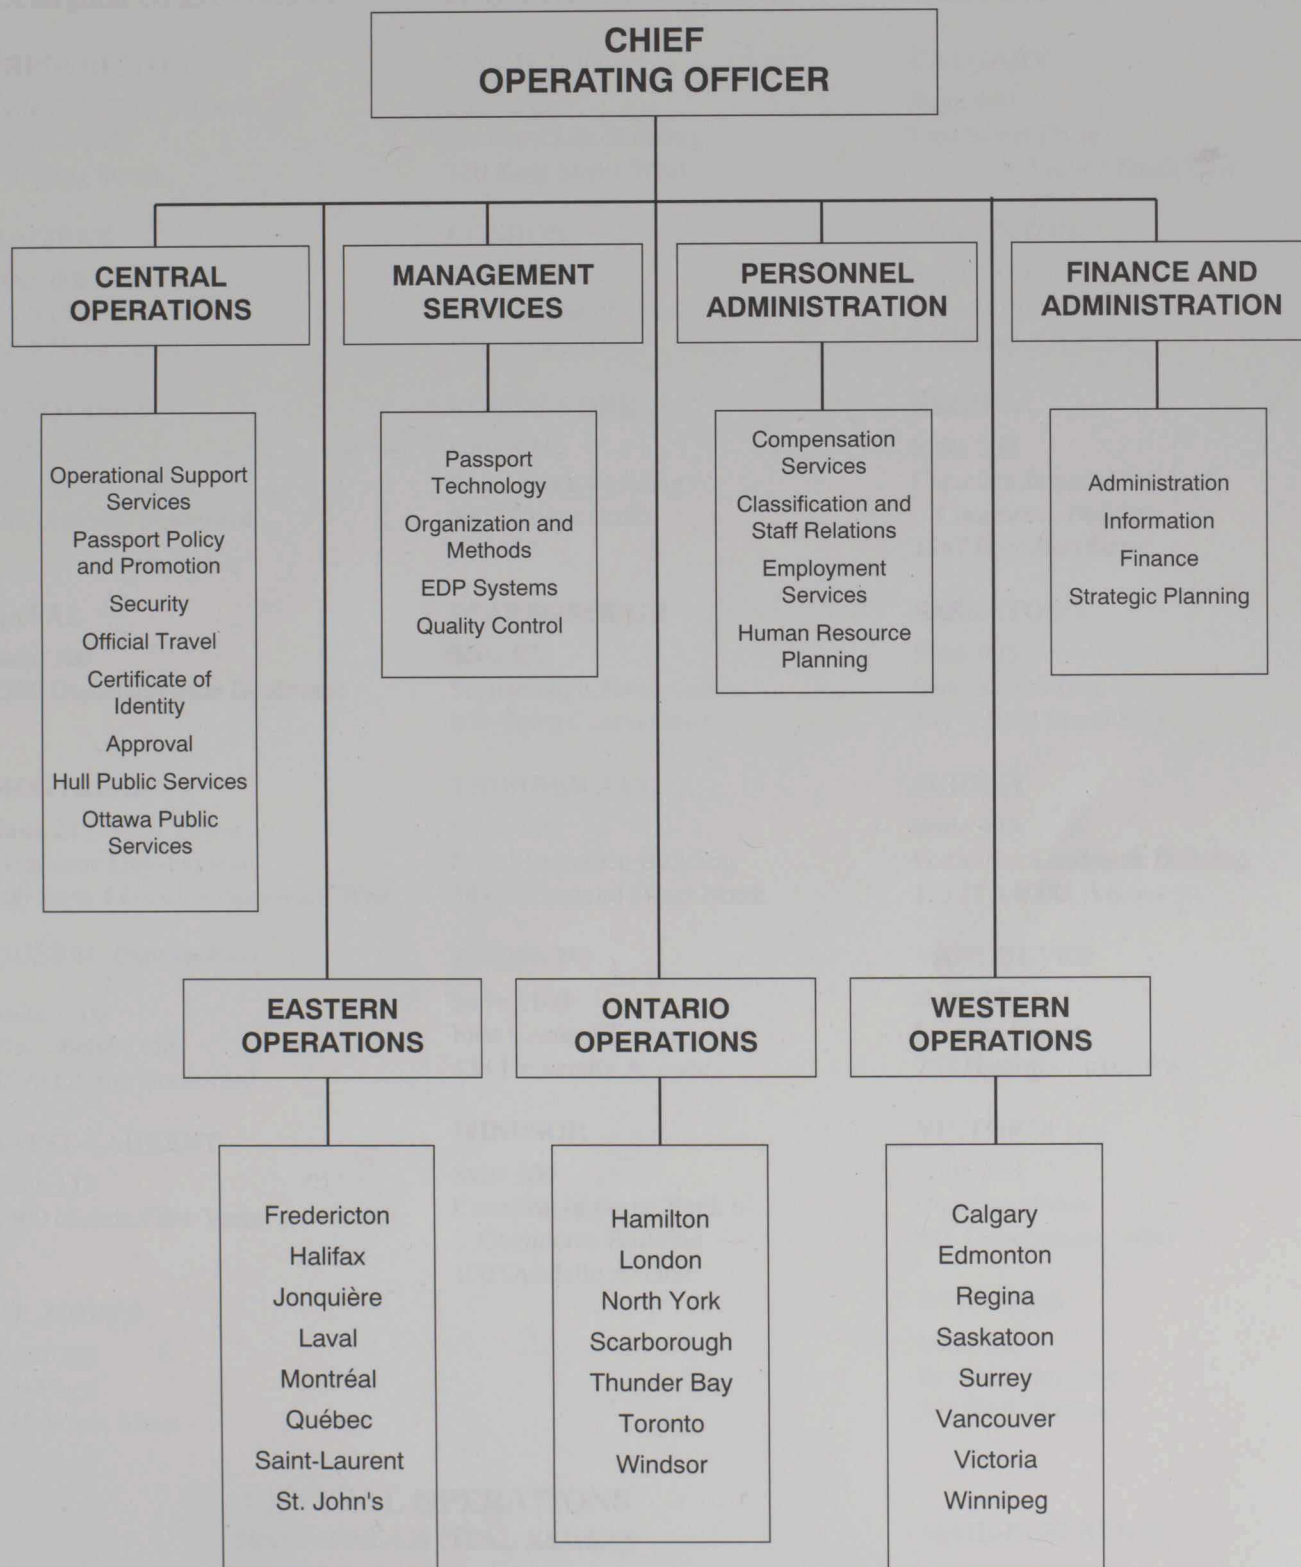 CHIEF
OPERATING OFFICER
CENTRAL
OPERATIONS
MANAGEMENT
SERVICES
PERSONNEL
ADMINISTRATION
FINANCE AND
ADMINISTRATION
Operational Support
Services
Passport Policy
and Promotion
Security
Official Travel
Certificate of
Identity
Approval
Hull Public Services
Ottawa Public
Services
Passport
Technology
Organization and
Methods
EDP Systems
Quality Control
Compensation
Services
Classification and
Staff Relations
Employment
Services
Human Resource
Planning
Administration
Information
Finance
Strategic Planning
EASTERN
OPERATIONS
ONTARIO
OPERATIONS
WESTERN
OPERATIONS
Fredericton
Halifax
Jonquière
Laval
Montréal
Québec
Saint-Laurent
St. John's
Hamilton
London
North York
Scarborough
Thunder Bay
Toronto
Windsor
Calgary
Edmonton
Regina
Saskatoon
Surrey
Vancouver
Victoria
Winnipeg